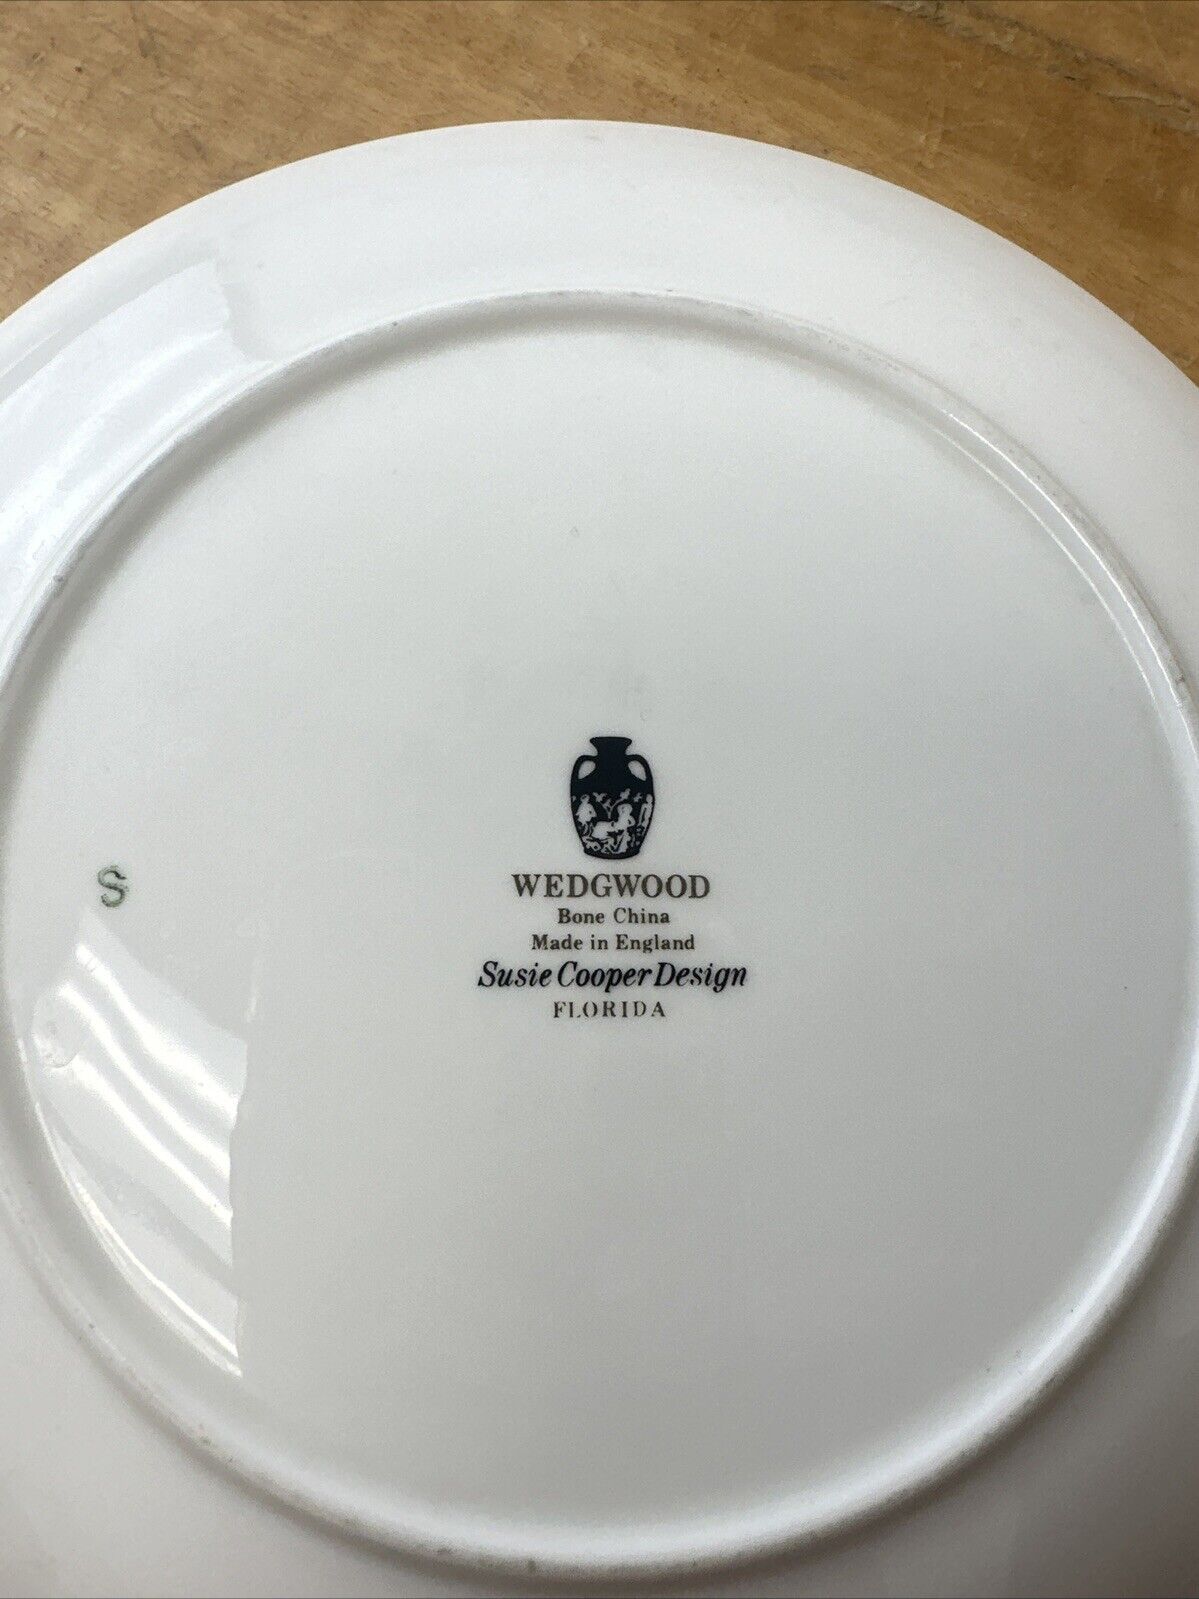 WEDGWOOD
Bone China
Made in England
Susie Cooper Design
FLORIDA
S